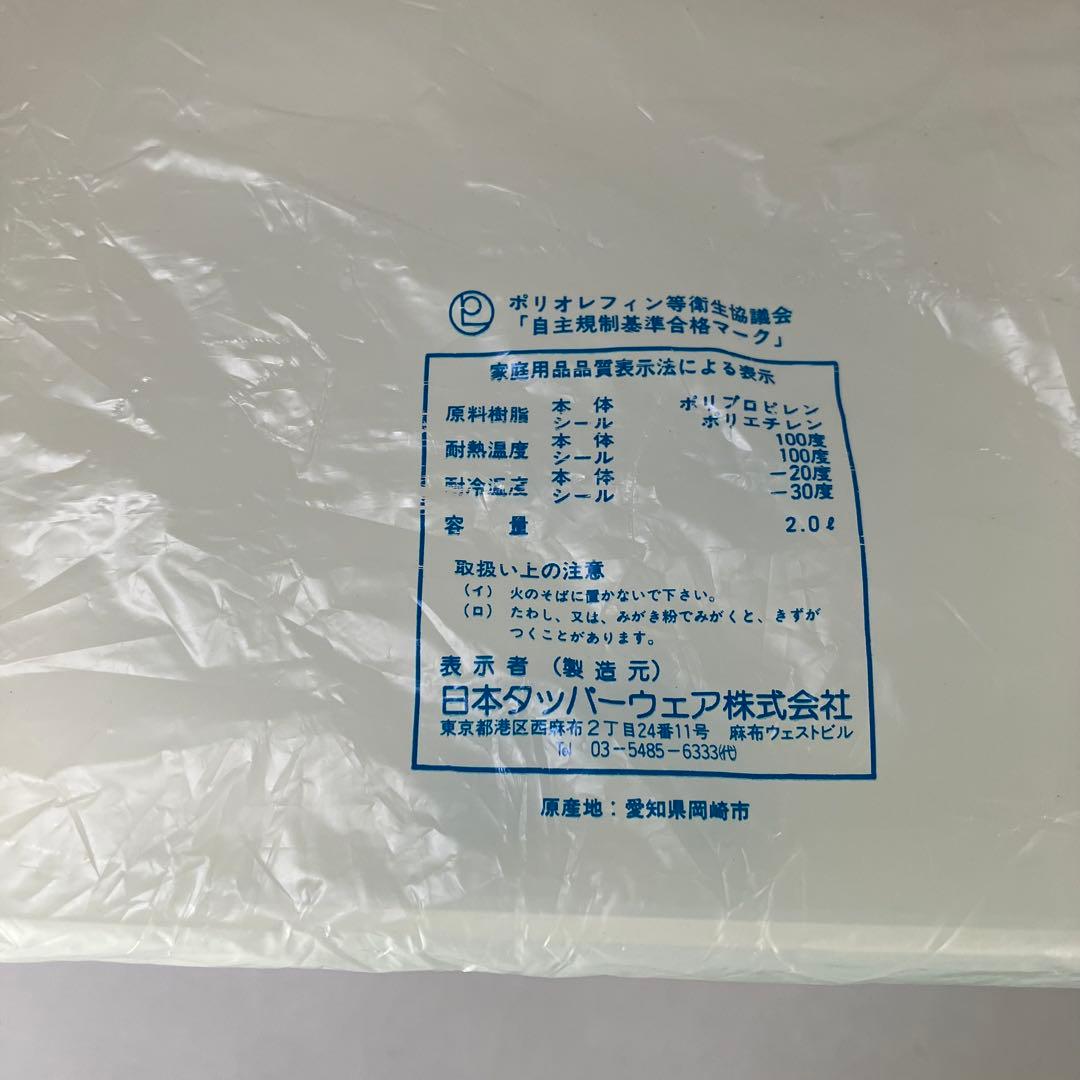 PL ポリオレフィン等衛生協議会
「自主規制基準合格マーク」
家庭用品品質表示法による表示
原料樹脂 本体 ポリプロピレン
シール ポリエチレン
耐熱温度 本体 100度
シール 100度
耐冷温度 本体 －20度
シール －30度
容量 2.0ℓ
取扱い上の注意
（イ） 火のそばに置かないで下さい。
（ロ） たわし、又は、みがき粉でみがくと、きずが
つくことがあります。
表示者（製造元）
日本タッパーウェア株式会社
東京都港区西麻布2丁目24番11号 麻布ウェストビル
Tel 03－5485－6333㈹
原産地：愛知県岡崎市